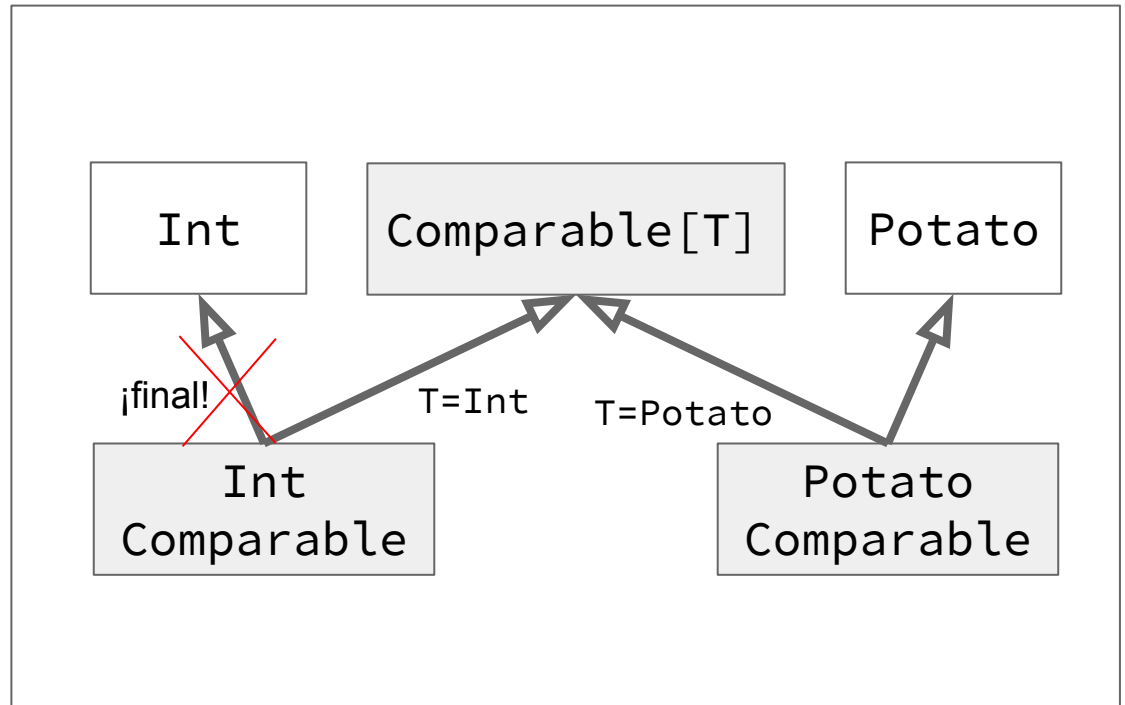 Int
Comparable[T]
Potato
¡final!
T=Int
T=Potato
Int
Comparable
Potato
Comparable